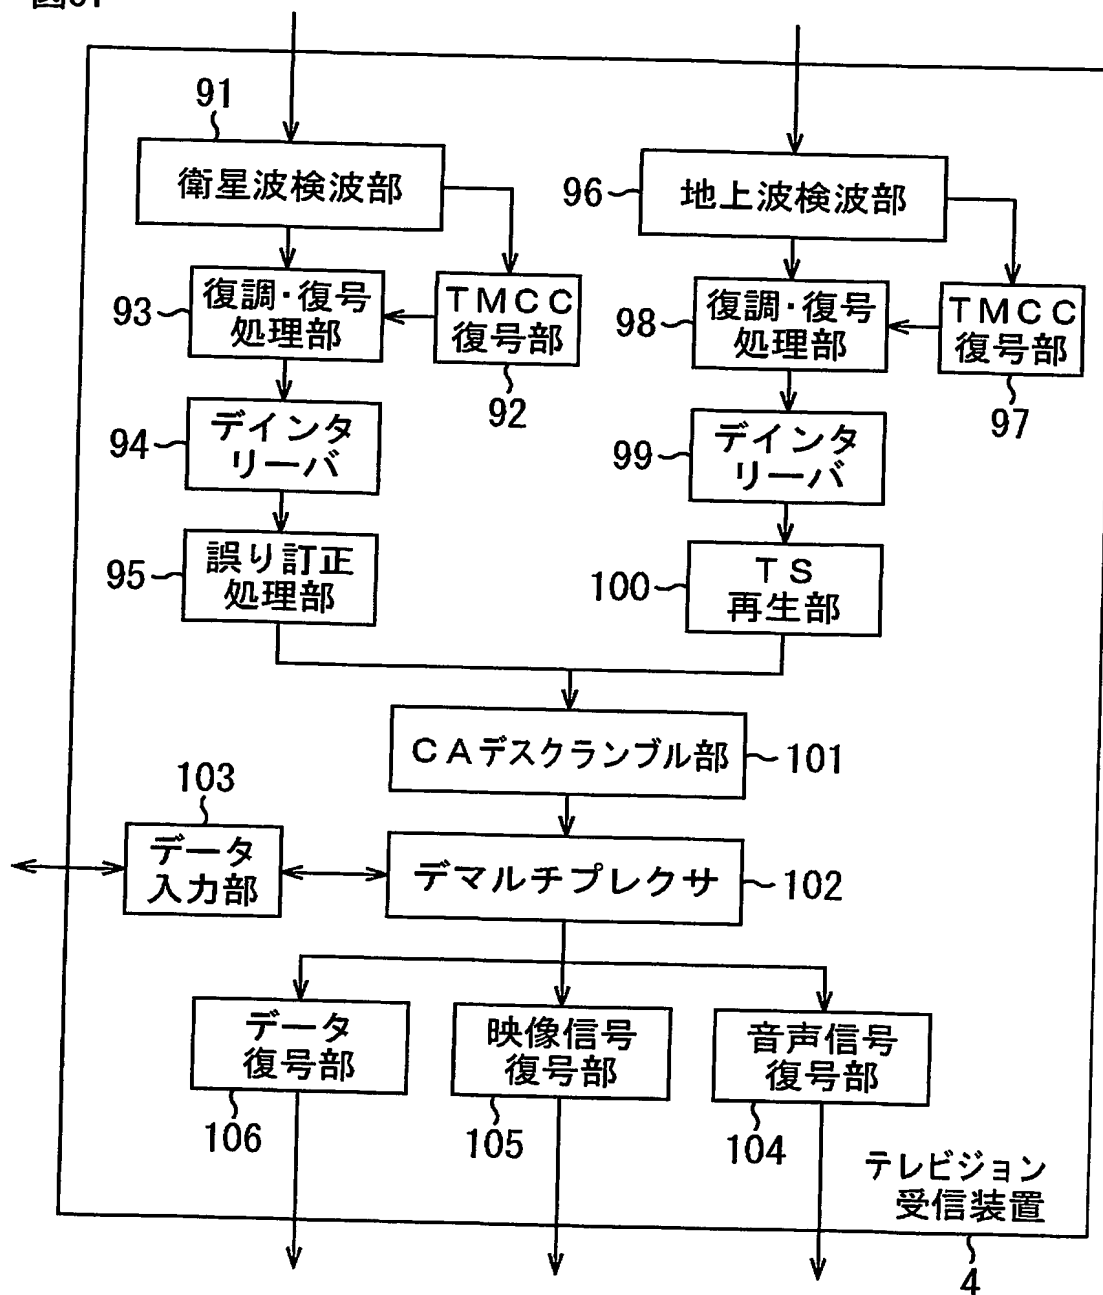 91
衛星波検波部
96
地上波検波部
93
復調・復号
処理部
TMCC
復号部
92
98
復調・復号
処理部
TMCC
復号部
97
94
デインタ
リーバ
99
デインタ
リーバ
95
誤り訂正
処理部
100
TS
再生部
CAデスクランブル部
101
103
データ
入力部
デマルチプレクサ
102
データ
復号部
106
映像信号
復号部
105
音声信号
復号部
104
テレビジョン
受信装置
4